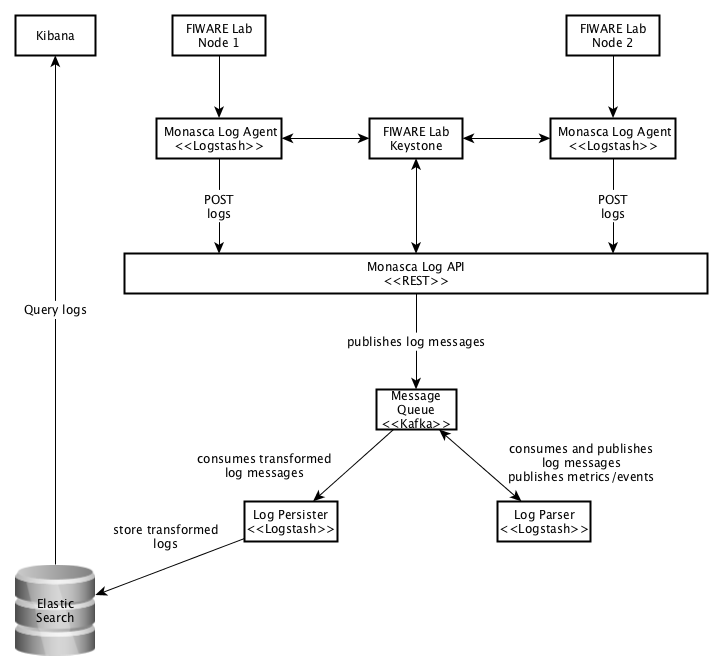 Kibana
FIWARE Lab
Node 1
FIWARE Lab
Node 2
Monasca Log Agent
<<Logstash>>
FIWARE Lab
Keystone
Monasca Log Agent
<<Logstash>>
POST
logs
POST
logs
Monasca Log API
<<REST>>
Query logs
publishes log messages
Message
Queue
<<Kafka>>
consumes transformed
log messages
consumes and publishes
log messages
publishes metrics/events
Log Persister
<<Logstash>>
Log Parser
<<Logstash>>
store transformed
logs
Elastic
Search